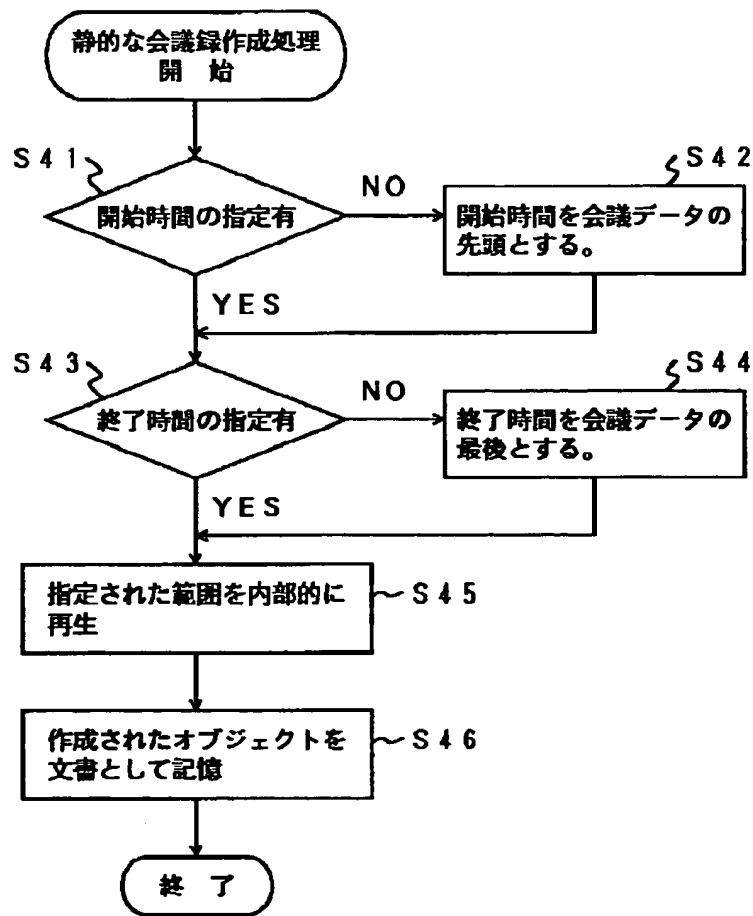 静的な会議録作成処理
開 始
S41
開始時間の指定有
NO
S42
開始時間を会議データの
先頭とする。
YES
S43
終了時間の指定有
NO
S44
終了時間を会議データの
最後とする。
YES
指定された範囲を内部的に
再生
S45
作成されたオブジェクトを
文書として記憶
S46
終 了